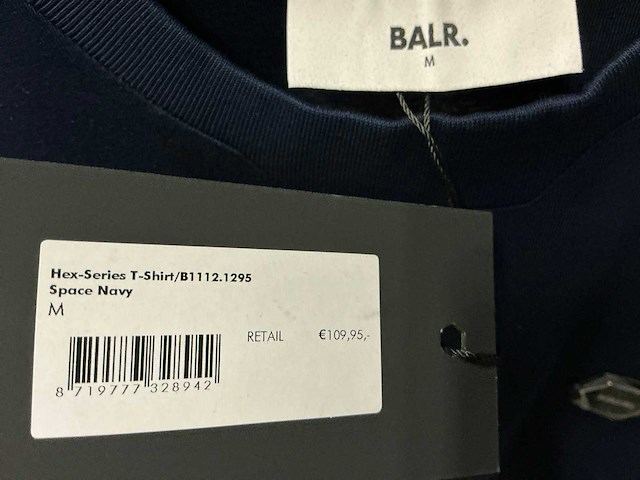 BALR.
M
Hex-Series T-Shirt/B1112.1295
Space Navy
M
RETAIL €109,95,-
8 719777 328942